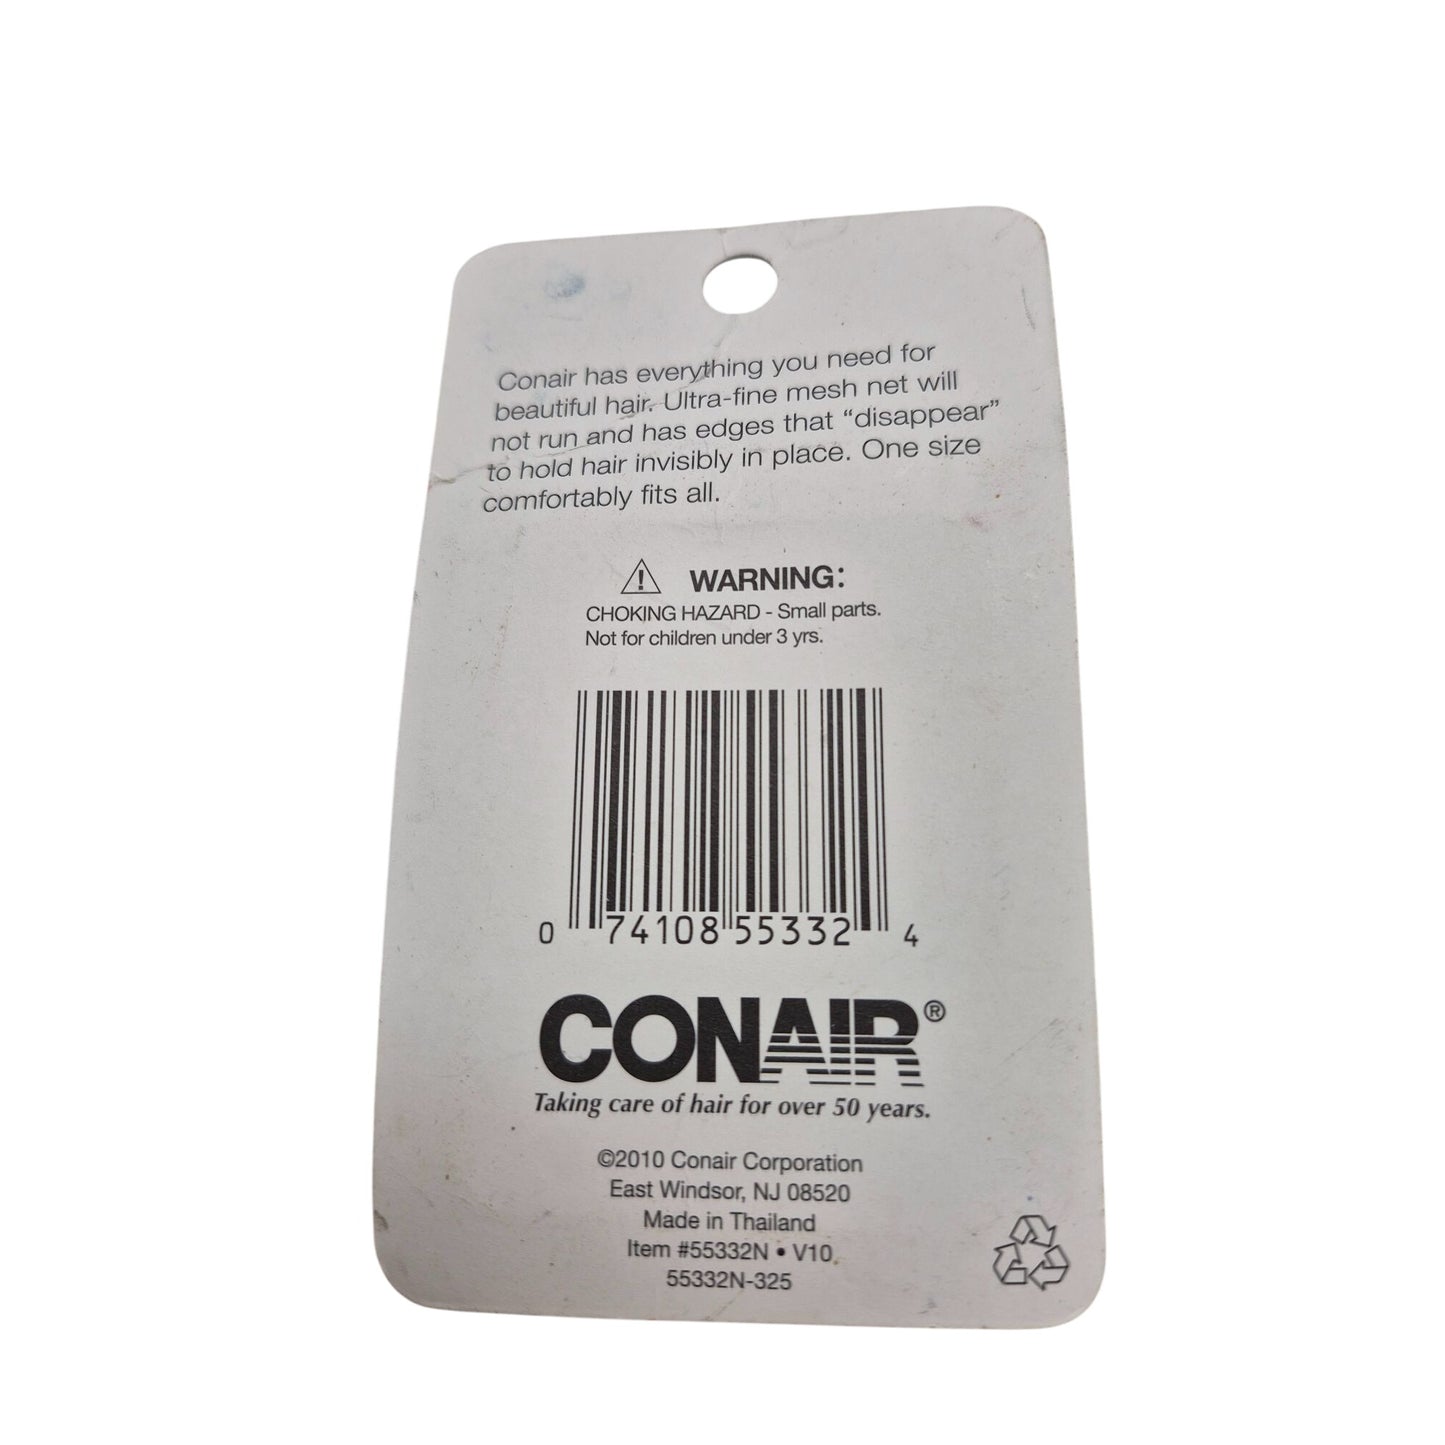 Conair has everything you need for
beautiful hair. Ultra-fine mesh net will
not run and has edges that “disappear”
to hold hair invisibly in place. One size
comfortably fits all.
WARNING:
CHOKING HAZARD - Small parts.
Not for children under 3 yrs.
0 74108 55332 4
CONAIR®
Taking care of hair for over 50 years.
©2010 Conair Corporation
East Windsor, NJ 08520
Made in Thailand
Item #55332N • V10
55332N-325